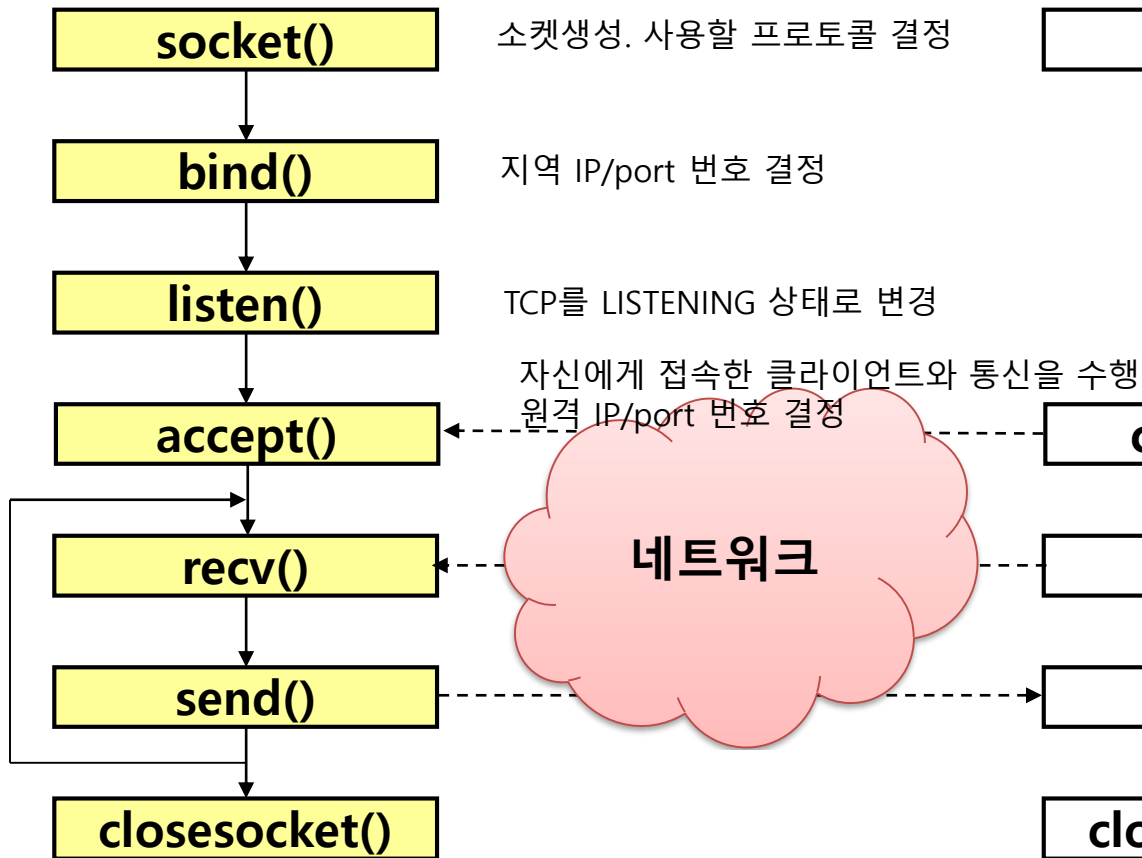 socket()
소켓생성. 사용할 프로토콜 결정
bind()
지역 IP/port 번호 결정
listen()
TCP를 LISTENING 상태로 변경
자신에게 접속한 클라이언트와 통신을 수행
원격 IP/port 번호 결정
accept()
recv()
네트워크
send()
closesocket()